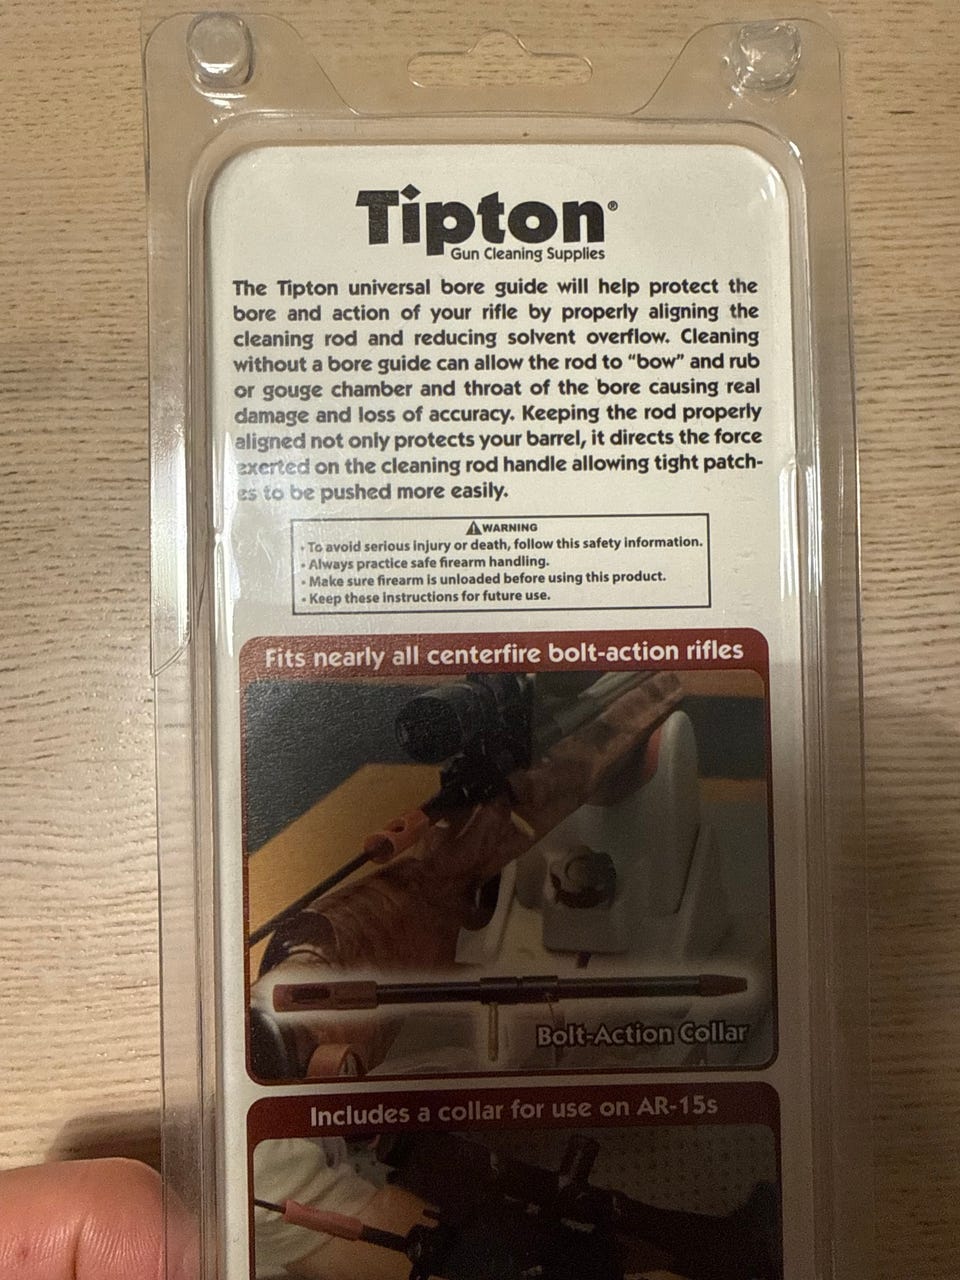 Tipton®
Gun Cleaning Supplies
The Tipton universal bore guide will help protect the
bore and action of your rifle by properly aligning the
cleaning rod and reducing solvent overflow. Cleaning
without a bore guide can allow the rod to “bow” and rub
or gouge chamber and throat of the bore causing real
damage and loss of accuracy. Keeping the rod properly
aligned not only protects your barrel, it directs the force
exerted on the cleaning rod handle allowing tight patch-
es to be pushed more easily.
⚠WARNING
• To avoid serious injury or death, follow this safety information.
• Always practice safe firearm handling.
• Make sure firearm is unloaded before using this product.
• Keep these instructions for future use.
Fits nearly all centerfire bolt-action rifles
Bolt-Action Collar
Includes a collar for use on AR-15s